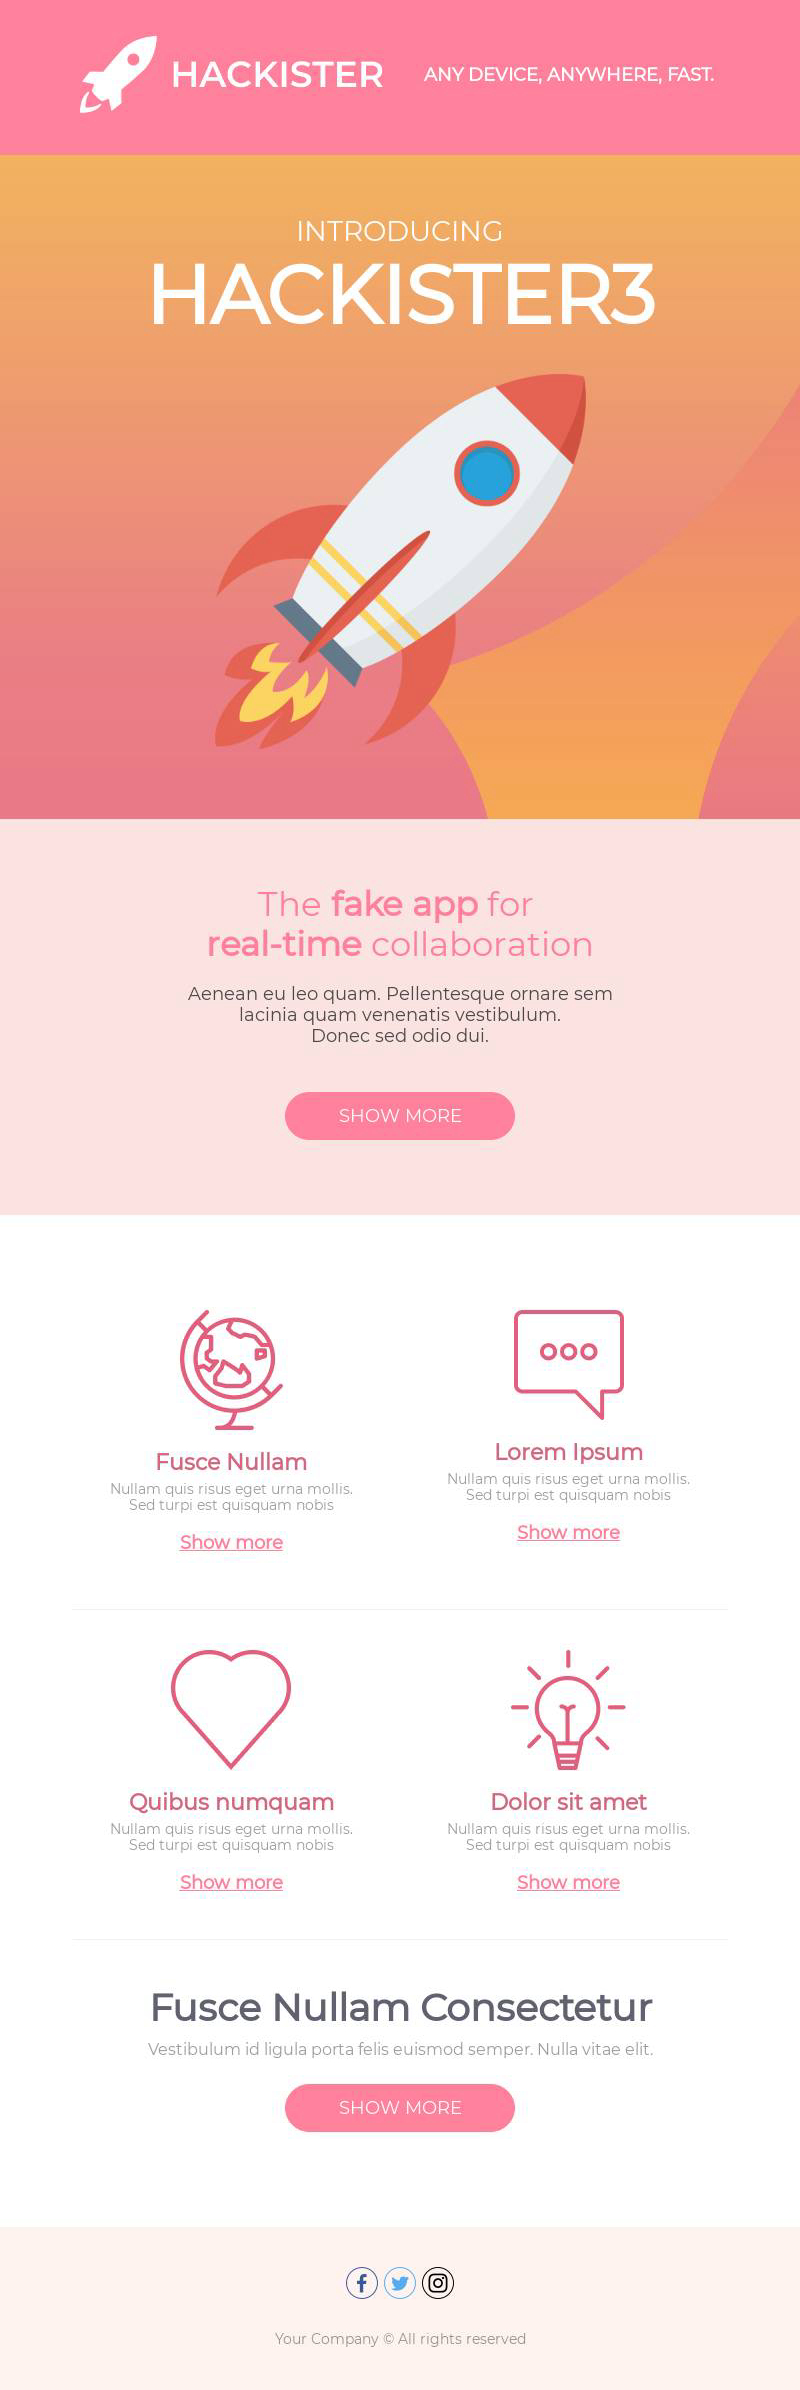 HACKISTER
ANY DEVICE, ANYWHERE, FAST.
INTRODUCING
HACKISTER3
The fake app for
real-time collaboration
Aenean eu leo quam. Pellentesque ornare sem
lacinia quam venenatis vestibulum.
Donec sed odio dui.
SHOW MORE
Fusce Nullam
Nullam quis risus eget urna mollis.
Sed turpi est quisquam nobis
Show more
Lorem Ipsum
Nullam quis risus eget urna mollis.
Sed turpi est quisquam nobis
Show more
Quibus numquam
Nullam quis risus eget urna mollis.
Sed turpi est quisquam nobis
Show more
Dolor sit amet
Nullam quis risus eget urna mollis.
Sed turpi est quisquam nobis
Show more
Fusce Nullam Consectetur
Vestibulum id ligula porta felis euismod semper. Nulla vitae elit.
SHOW MORE
Your Company © All rights reserved